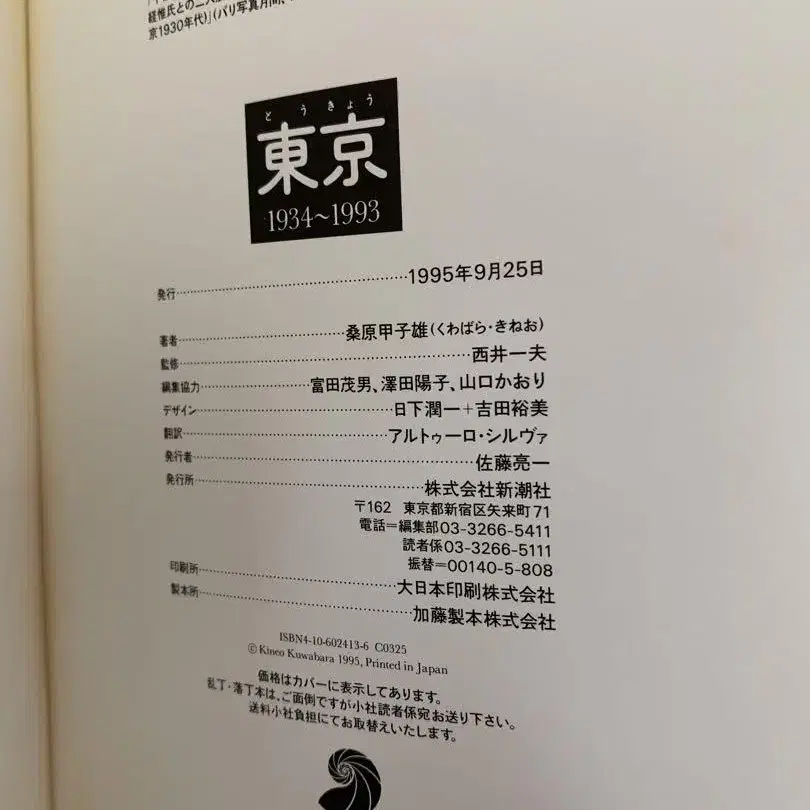 経惟氏との二人
京1930年代)」(パリ写真月間、
とうきょう
東京
1934~1993
発行……………1995年9月25日
著者……………桑原甲子雄(くわばら・きねお)
監修……………西井一夫
編集協力……………富田茂男、澤田陽子、山口かおり
デザイン……………日下潤一+吉田裕美
翻訳……………アルトゥーロ・シルヴァ
発行者……………佐藤亮一
発行所……………株式会社新潮社
〒162 東京都新宿区矢来町71
電話=編集部03-3266-5411
読者係03-3266-5111
振替=00140-5-808
印刷所……………大日本印刷株式会社
製本所……………加藤製本株式会社
ISBN4-10-602413-6 C0325
© Kineo Kuwabara 1995, Printed in Japan
価格はカバーに表示してあります。
乱丁・落丁本は、ご面倒ですが小社読者係宛お送り下さい。
送料小社負担にてお取替えいたします。